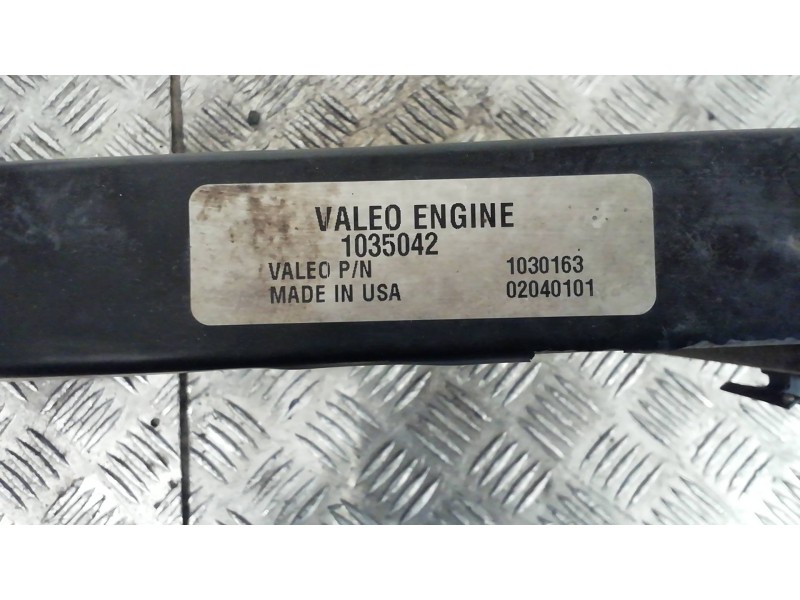 VALEO ENGINE
1035042
VALEO P/N 1030163
MADE IN USA 02040101